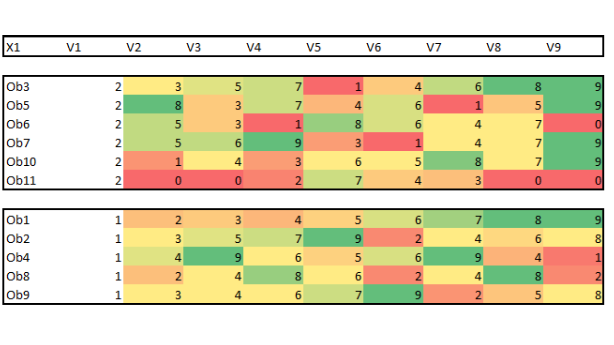 X1 V1 V2 V3 V4 V5 V6 V7 V8 V9
Ob3 2 3 5 7 1 4 6 8 9
Ob5 2 8 3 7 4 6 1 5 9
Ob6 2 5 3 1 8 6 4 7 0
Ob7 2 5 6 9 3 1 4 7 9
Ob10 2 1 4 3 6 5 8 7 9
Ob11 2 0 0 2 7 4 3 0 0
Ob1 1 2 3 4 5 6 7 8 9
Ob2 1 3 5 7 9 2 4 6 8
Ob4 1 4 9 6 5 6 9 4 1
Ob8 1 2 4 8 6 2 4 8 2
Ob9 1 3 4 6 7 9 2 5 8